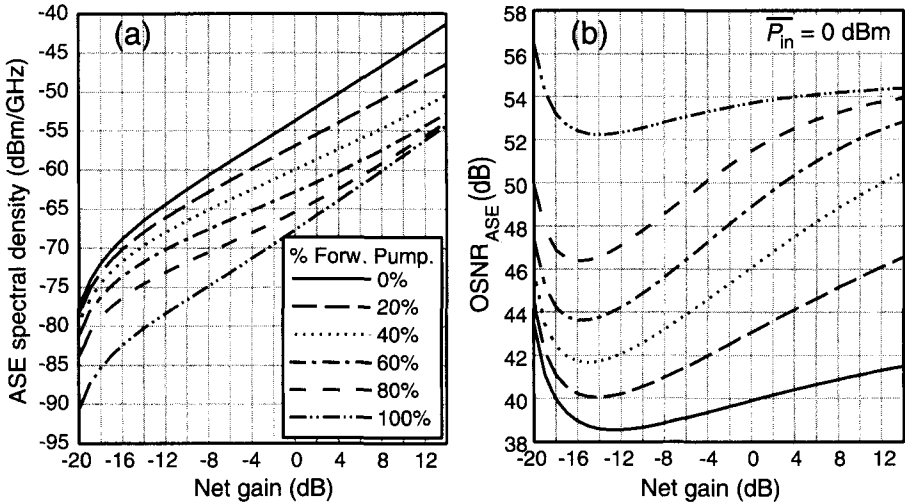 (a)
ASE spectral density (dBm/GHz)
-40
-45
-50
-55
-60
-65
-70
-75
-80
-85
-90
-95
-20 -16 -12 -8 -4 0 4 8 12
Net gain (dB)
% Forw. Pump.
0%
20%
40%
60%
80%
100%
(b)
P̅in = 0 dBm
OSNRASE (dB)
58
56
54
52
50
48
46
44
42
40
38
-20 -16 -12 -8 -4 0 4 8 12
Net gain (dB)